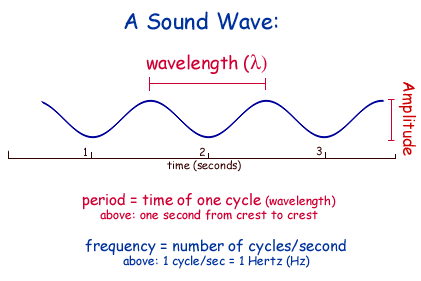 A Sound Wave:
wavelength (λ)
Amplitude
1 2 3
time (seconds)
period = time of one cycle (wavelength)
above: one second from crest to crest
frequency = number of cycles/second
above: 1 cycle/sec = 1 Hertz (Hz)